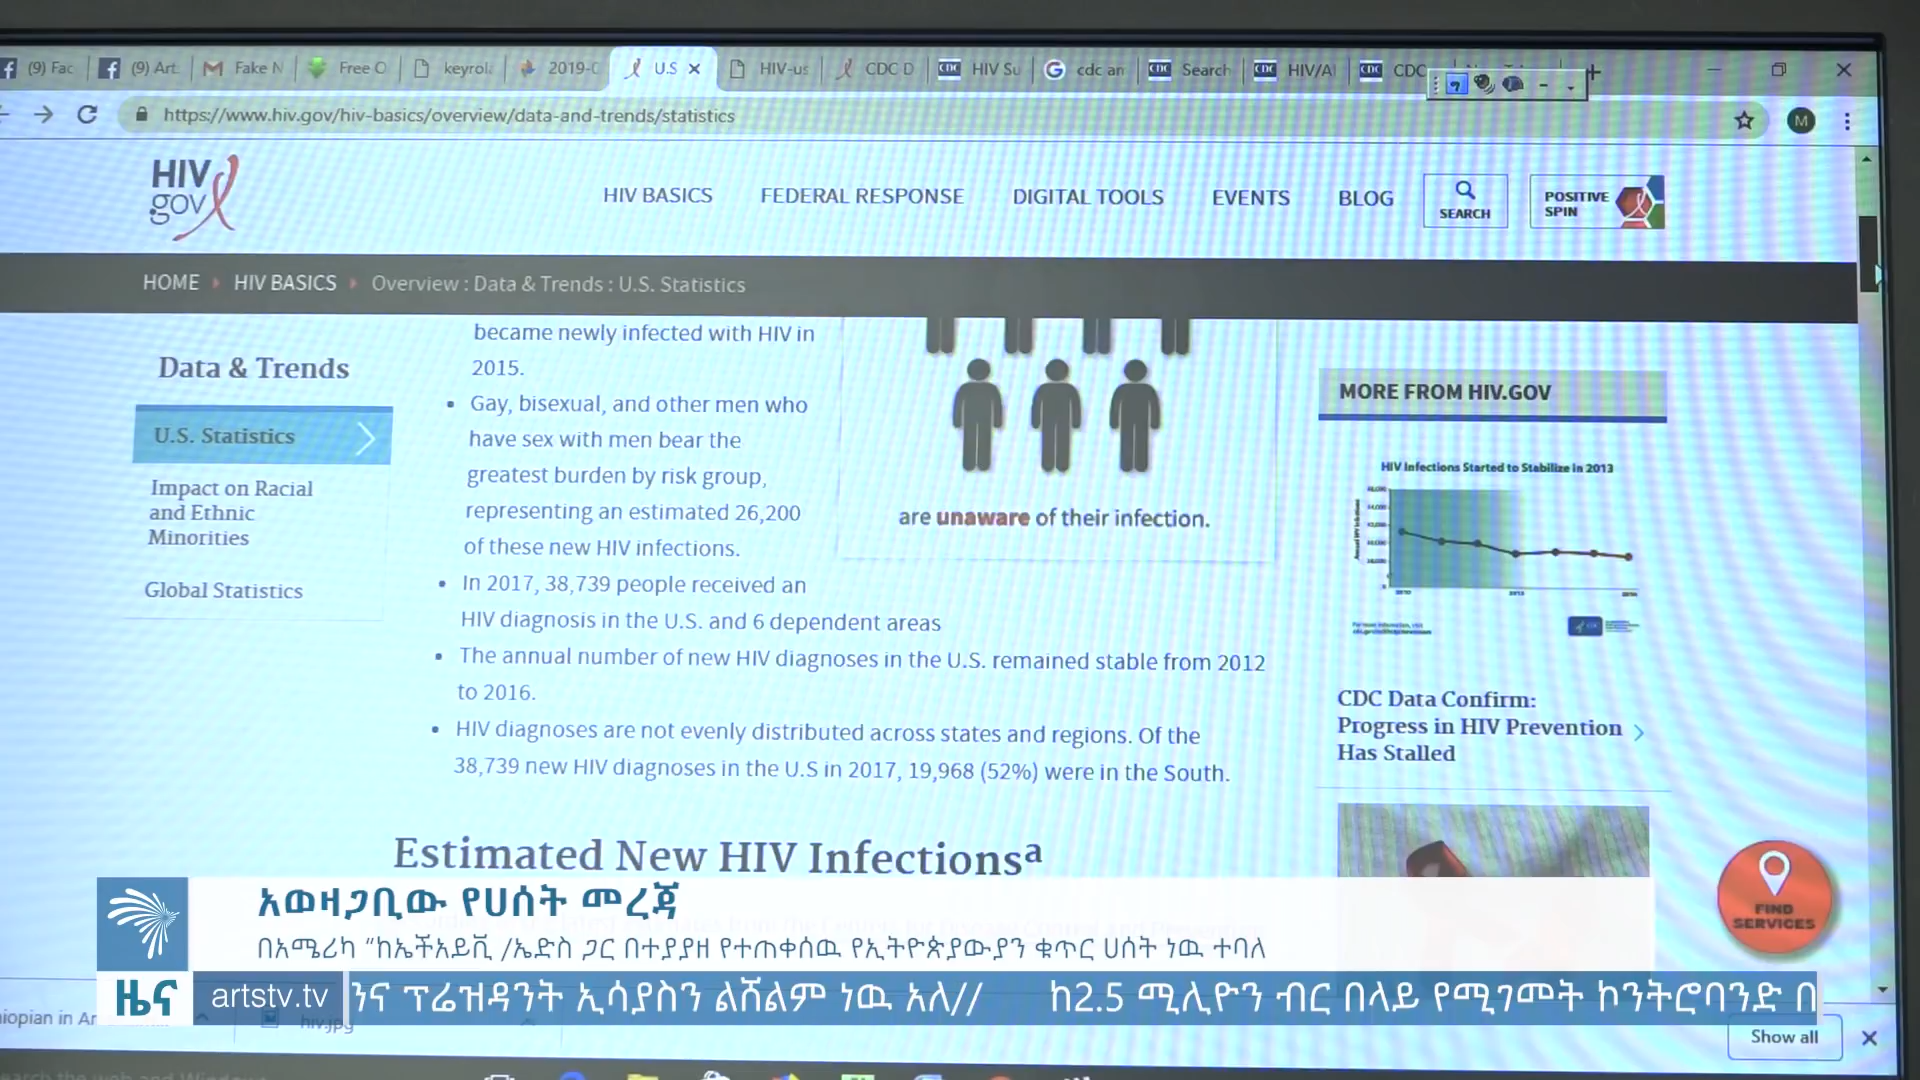 (9) Fac
(9) Art
Fake N
Free O
keyrol
2019-0
U.S
HIV-us
CDC D
HIV Su
cdc an
Search
HIV/AI
CDC
https://www.hiv.gov/hiv-basics/overview/data-and-trends/statistics
M
HIV
gov
HIV BASICS
FEDERAL RESPONSE
DIGITAL TOOLS
EVENTS
BLOG
SEARCH
POSITIVE
SPIN
HOME
HIV BASICS
Overview : Data & Trends : U.S. Statistics
Data & Trends
U.S. Statistics
Impact on Racial
and Ethnic
Minorities
Global Statistics
became newly infected with HIV in
2015.
• Gay, bisexual, and other men who
have sex with men bear the
greatest burden by risk group,
representing an estimated 26,200
of these new HIV infections.
• In 2017, 38,739 people received an
HIV diagnosis in the U.S. and 6 dependent areas
• The annual number of new HIV diagnoses in the U.S. remained stable from 2012
to 2016.
• HIV diagnoses are not evenly distributed across states and regions. Of the
38,739 new HIV diagnoses in the U.S in 2017, 19,968 (52%) were in the South.
are unaware of their infection.
Estimated New HIV Infectionsa
MORE FROM HIV.GOV
HIV Infections Started to Stabilize in 2013
CDC Data Confirm:
Progress in HIV Prevention
Has Stalled
FIND
SERVICES
አወዛጋቢው የሀሰት መረጃ
በአሜሪካ “ከኤችአይቪ /ኤድስ ጋር በተያያዘ የተጠቀሰዉ የኢትዮጵያውያን ቁጥር ሀሰት ነዉ ተባለ
ዜና
artstv.tv
ንና ፕሬዝዳንት ኢሳያስን ልሸልም ነዉ አለ// ከ2.5 ሚሊዮን ብር በላይ የሚገመት ኮንትሮባንድ በ
iopian in Am
hiv.jpg
Show all